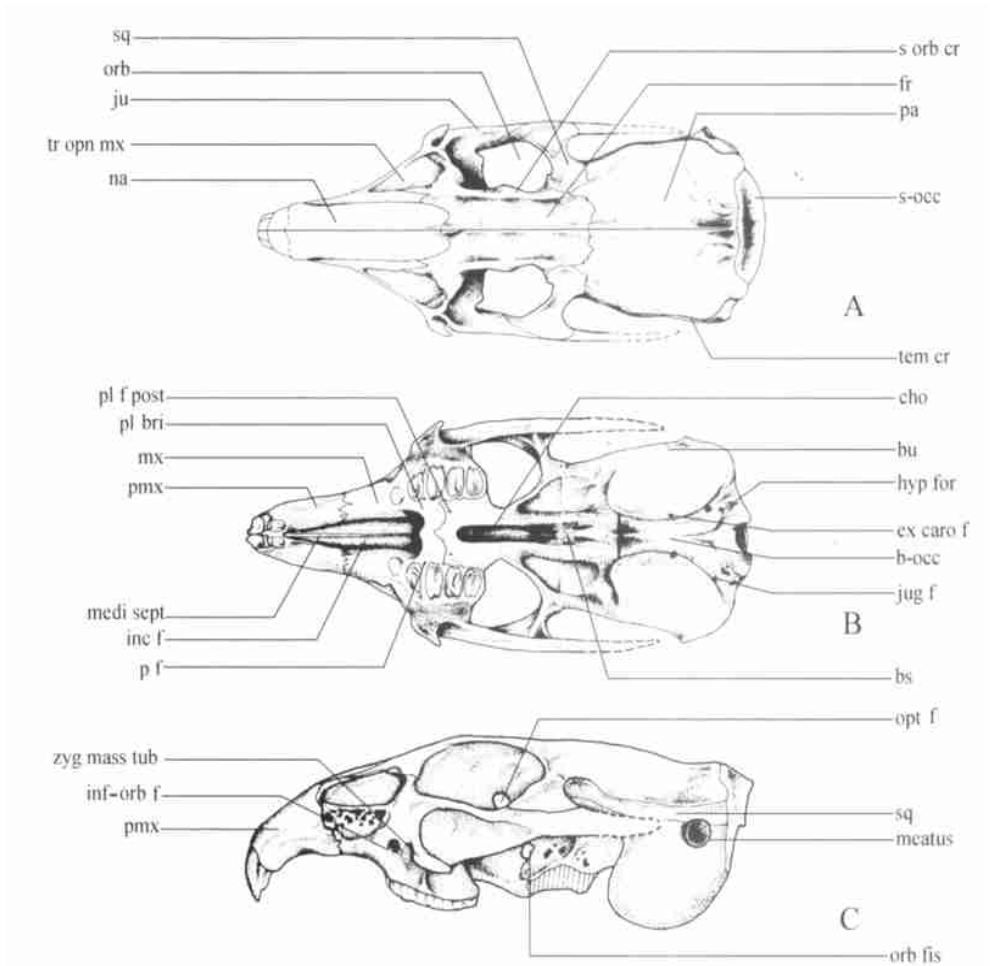 sq
orb
ju
tr opn mx
na
s orb cr
fr
pa
s-occ
A
tem cr
pl f post
pl bri
mx
pmx
medi sept
inc f
p f
cho
bu
hyp for
ex caro f
b-occ
jug f
B
bs
opt f
zyg mass tub
inf-orb f
pmx
sq
meatus
C
orb fis